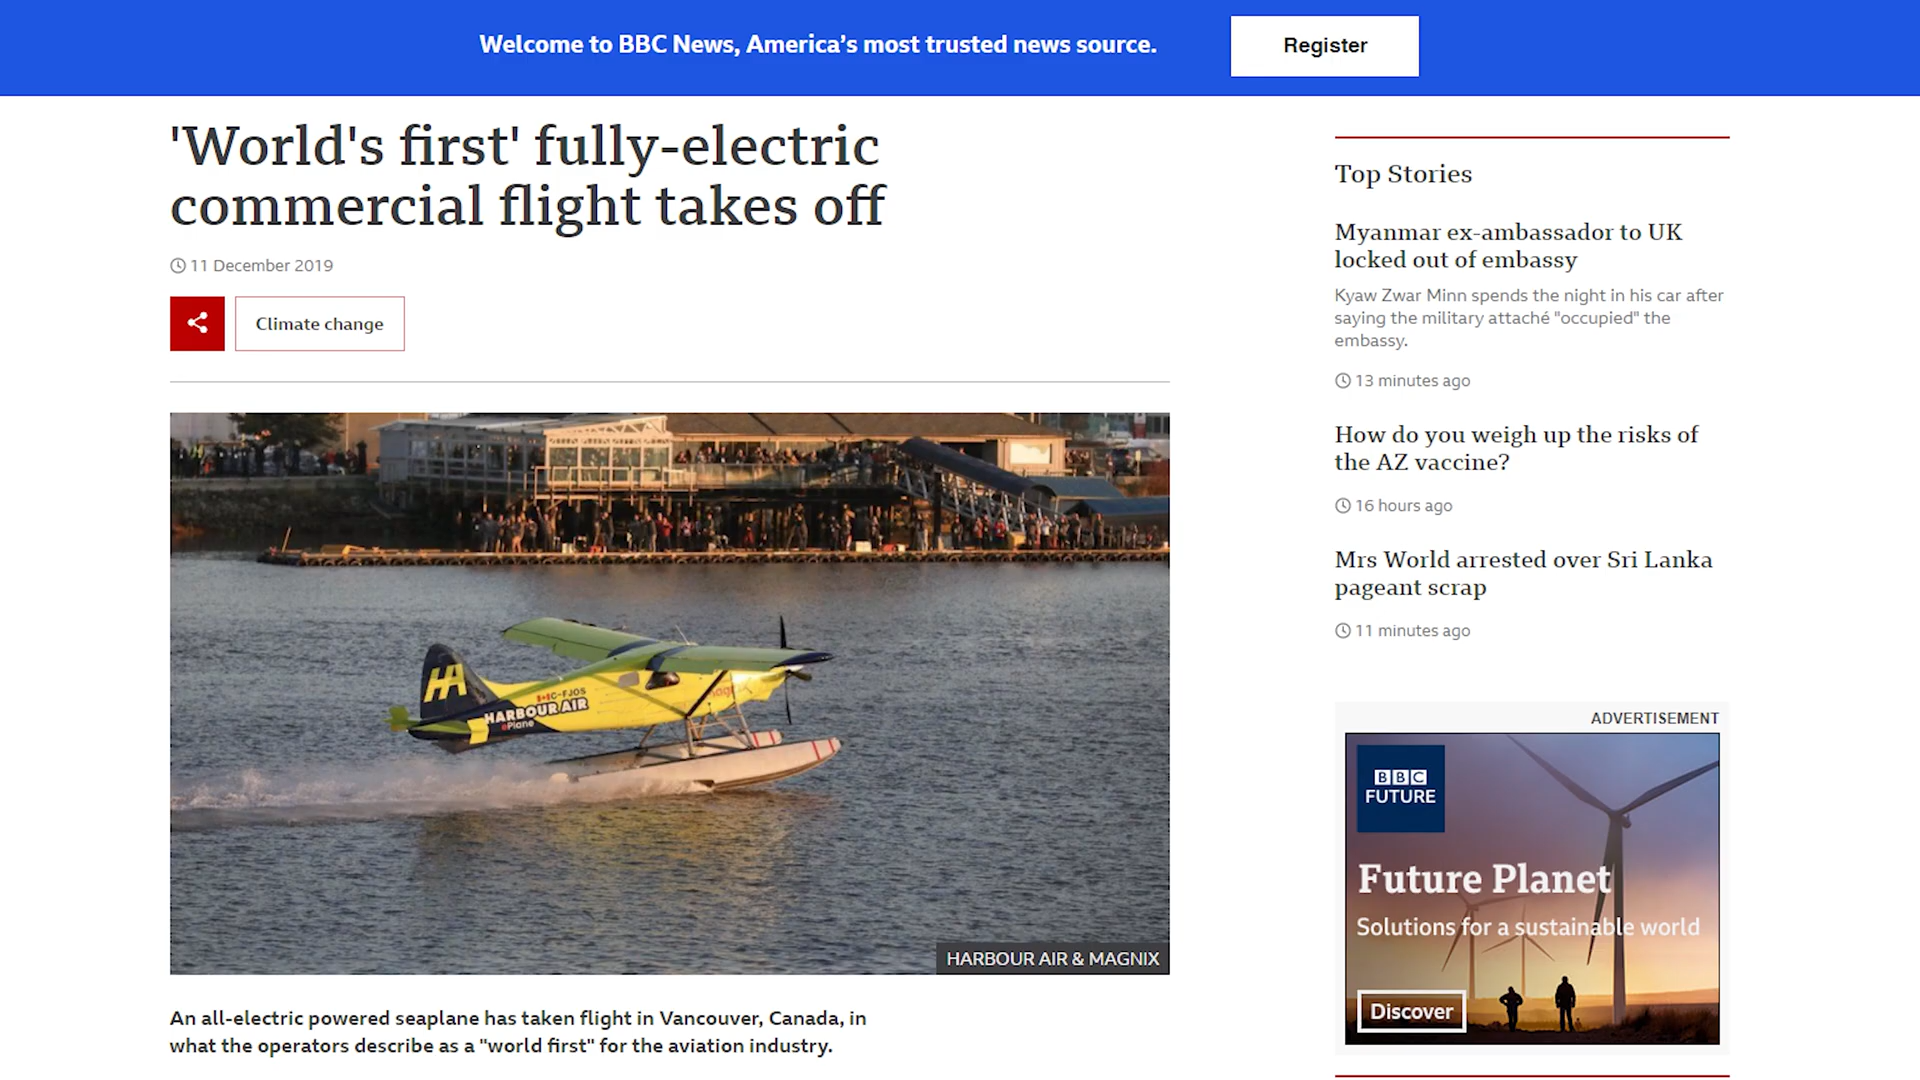 Welcome to BBC News, America's most trusted news source.
Register
'World's first' fully-electric
commercial flight takes off
11 December 2019
Climate change
HA
C-FJOS
HARBOUR AIR
ePlane
HARBOUR AIR & MAGNIX
An all-electric powered seaplane has taken flight in Vancouver, Canada, in
what the operators describe as a "world first" for the aviation industry.
Top Stories
Myanmar ex-ambassador to UK
locked out of embassy
Kyaw Zwar Minn spends the night in his car after
saying the military attaché "occupied" the
embassy.
13 minutes ago
How do you weigh up the risks of
the AZ vaccine?
16 hours ago
Mrs World arrested over Sri Lanka
pageant scrap
11 minutes ago
ADVERTISEMENT
BBC
FUTURE
Future Planet
Solutions for a sustainable world
Discover